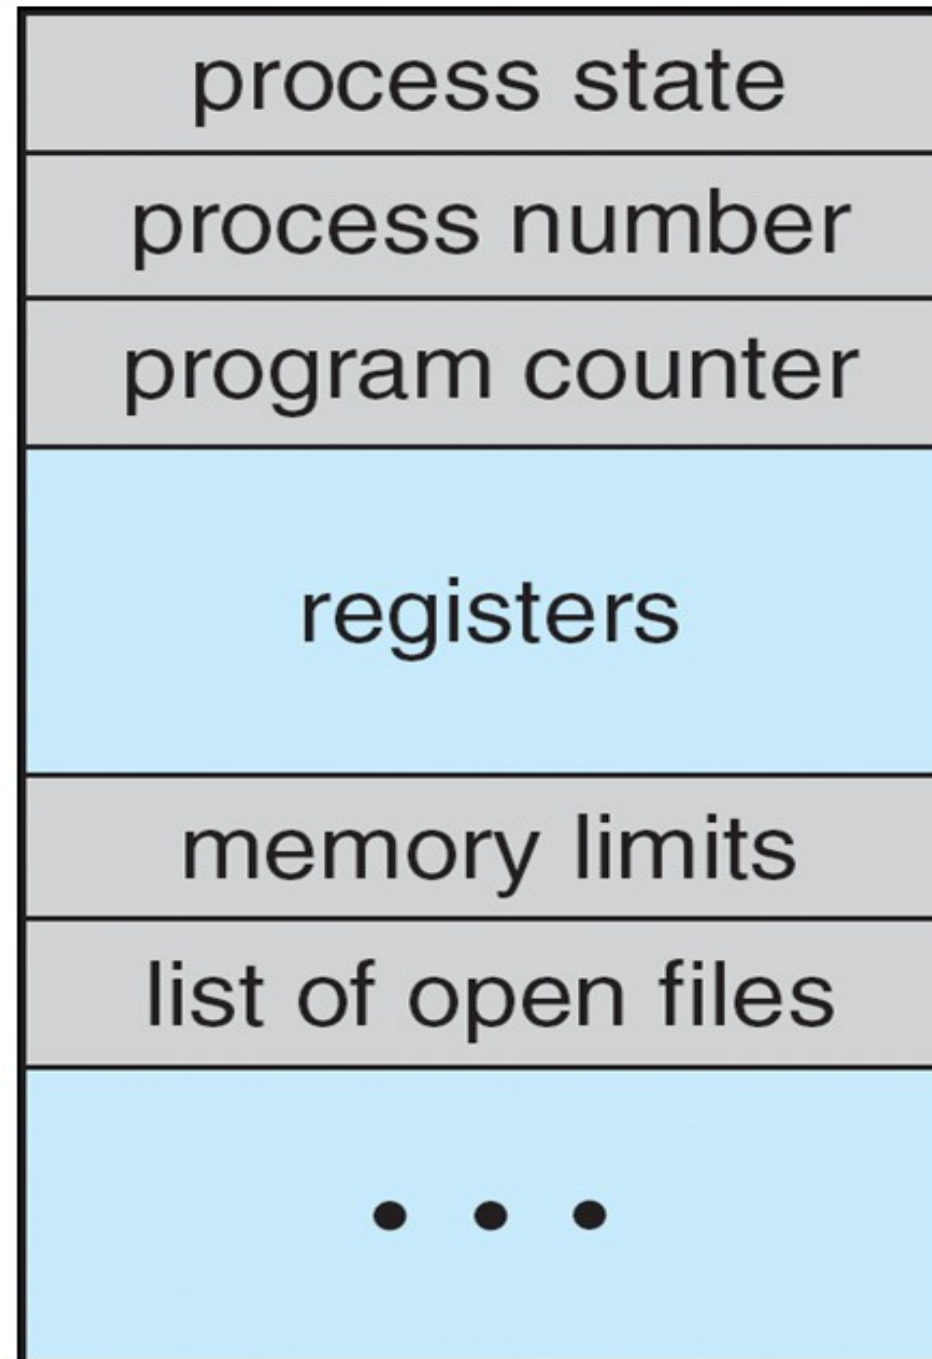 process state
process number
program counter
registers
memory limits
list of open files
• • •